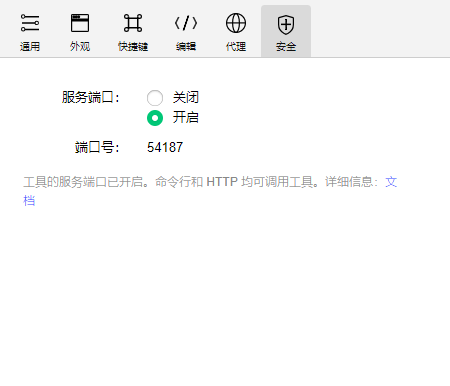 通用 外观 快捷键 编辑 代理 安全
服务端口： 关闭
开启
端口号： 54187
工具的服务端口已开启。命令行和 HTTP 均可调用工具。详细信息：文
档